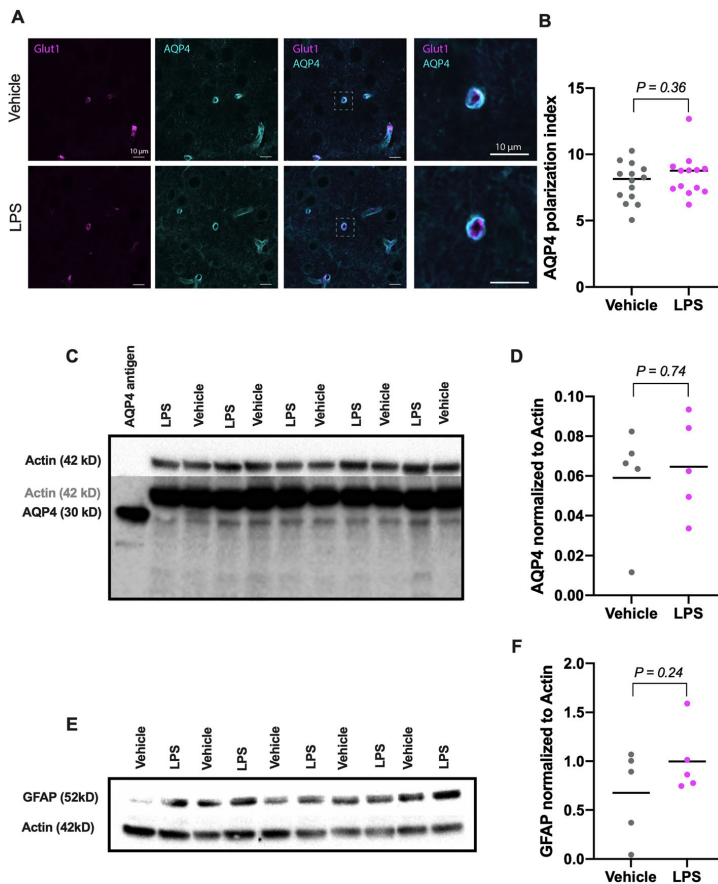 A
Glut1
AQP4
Glut1
AQP4
Glut1
AQP4
Vehicle
10 µm
10 µm
LPS
B
AQP4 polarization index
15
10
5
0
P = 0.36
Vehicle
LPS
C
AQP4 antigen
LPS
Vehicle
LPS
Vehicle
LPS
Vehicle
LPS
Vehicle
LPS
Vehicle
Actin (42 kD)
Actin (42 kD)
AQP4 (30 kD)
D
AQP4 normalized to Actin
0.10
0.08
0.06
0.04
0.02
0.00
P = 0.74
Vehicle
LPS
E
Vehicle
LPS
Vehicle
LPS
Vehicle
LPS
Vehicle
LPS
Vehicle
LPS
GFAP (52kD)
Actin (42kD)
F
GFAP normalized to Actin
2.0
1.5
1.0
0.5
0.0
P = 0.24
Vehicle
LPS